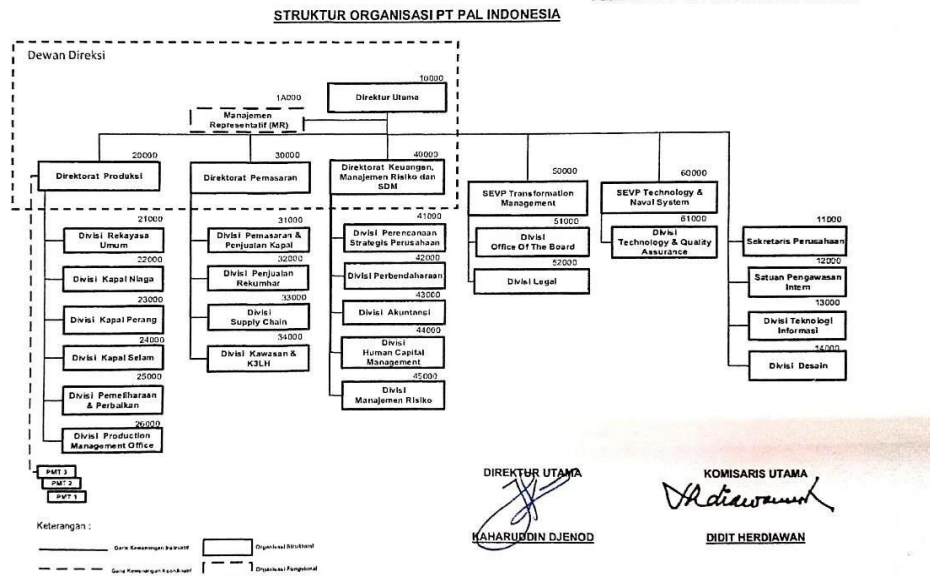 STRUKTUR ORGANISASI PT PAL INDONESIA
Dewan Direksi
10000
Direktur Utama
1A000
Manajemen
Representatif (MR)
20000
Direktorat Produksi
30000
Direktorat Pemasaran
40000
Direktorat Keuangan,
Manajemen Risiko dan
SDM
50000
SEVP Transformation
Management
60000
SEVP Technology &
Naval System
21000
Divisi Rekayasa
Umum
22000
Divisi Kapal Niaga
23000
Divisi Kapal Perang
24000
Divisi Kapal Selam
25000
Divisi Pemeliharaan
& Perbaikan
26000
Divisi Production
Management Office
PMT 3
PMT 2
PMT 1
31000
Divisi Pemasaran &
Penjualan Kapal
32000
Divisi Penjualan
Rekumhar
33000
Divisi
Supply Chain
34000
Divisi Kawasan &
K3LH
41000
Divisi Perencanaan
Strategis Perusahaan
42000
Divisi Perbendaharaan
43000
Divisi Akuntansi
44000
Divisi
Human Capital
Management
45000
Divisi
Manajemen Risiko
51000
Divisi
Office Of The Board
52000
Divisi Legal
61000
Divisi
Technology & Quality
Assurance
11000
Sekretaris Perusahaan
12000
Satuan Pengawasan
Intern
13000
Divisi Teknologi
Informasi
14000
Divisi Desain
DIREKTUR UTAMA
KAHARUDDIN DJENOD
KOMISARIS UTAMA
DIDIT HERDIAWAN
Keterangan :
Garis Kewenangan
Organisasi Struktural
Garis Kewenangan Koordinatif
Organisasi Fungsional